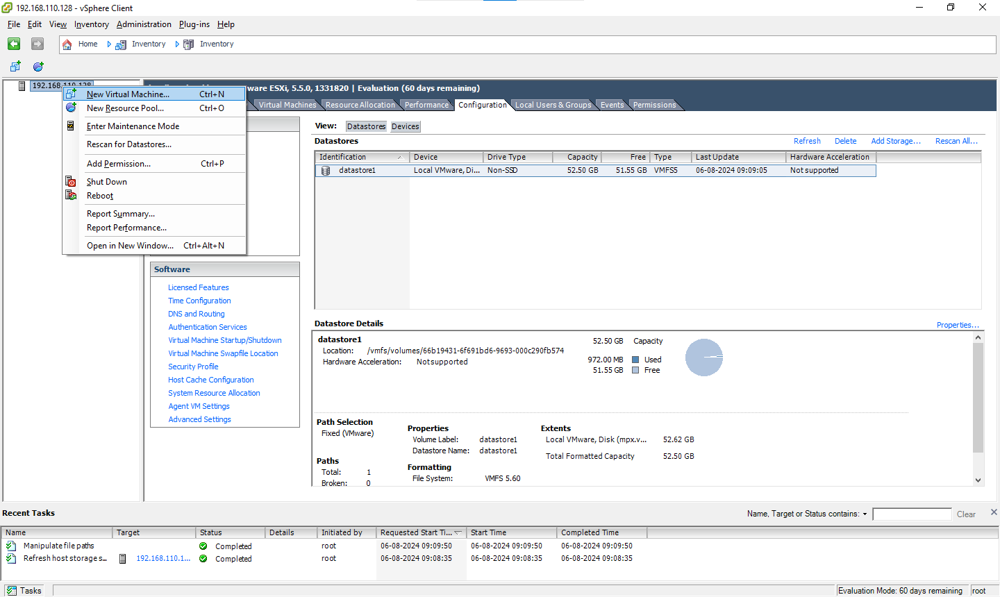 192.168.110.128 - vSphere Client
File Edit View Inventory Administration Plug-ins Help
Home Inventory Inventory
192.168.110.128
ware ESXi, 5.5.0, 1331820 | Evaluation (60 days remaining)
Virtual Machines Resource Allocation Performance Configuration Local Users & Groups Events Permissions
New Virtual Machine... Ctrl+N
New Resource Pool... Ctrl+O
Enter Maintenance Mode
Rescan for Datastores...
Add Permission... Ctrl+P
Shut Down
Reboot
Report Summary...
Report Performance...
Open in New Window... Ctrl+Alt+N
Software
Licensed Features
Time Configuration
DNS and Routing
Authentication Services
Virtual Machine Startup/Shutdown
Virtual Machine Swapfile Location
Security Profile
Host Cache Configuration
System Resource Allocation
Agent VM Settings
Advanced Settings
View: Datastores Devices
Datastores Refresh Delete Add Storage... Rescan All...
Identification Device Drive Type Capacity Free Type Last Update Hardware Acceleration
datastore1 Local VMware, Di... Non-SSD 52.50 GB 51.55 GB VMFS5 06-08-2024 09:09:05 Not supported
Datastore Details Properties...
datastore1 52.50 GB Capacity
Location: /vmfs/volumes/66b19431-6f691bd6-9693-000c290fb574
Hardware Acceleration: Not supported
972.00 MB Used
51.55 GB Free
Path Selection
Fixed (VMware)
Paths
Total: 1
Broken: 0
Properties
Volume Label: datastore1
Datastore Name: datastore1
Formatting
File System: VMFS 5.60
Extents
Local VMware, Disk (mpx.v... 52.62 GB
Total Formatted Capacity 52.50 GB
Recent Tasks Name, Target or Status contains: Clear
Name Target Status Details Initiated by Requested Start Ti... Start Time Completed Time
Manipulate file paths Completed root 06-08-2024 09:09:50 06-08-2024 09:09:50 06-08-2024 09:09:50
Refresh host storage s... 192.168.110.1... Completed root 06-08-2024 09:08:35 06-08-2024 09:08:35 06-08-2024 09:08:35
Tasks Evaluation Mode: 60 days remaining root